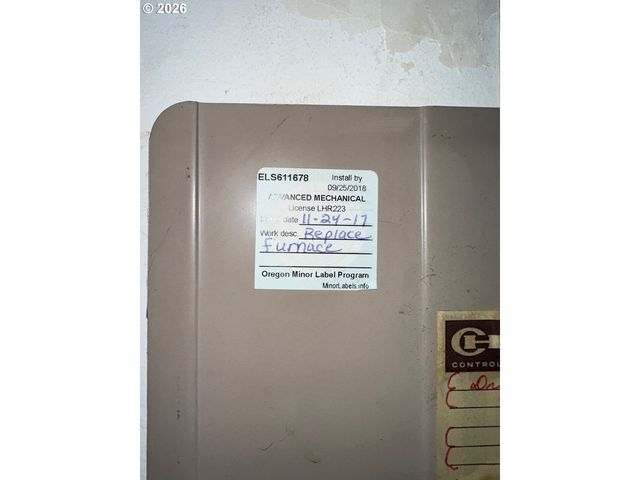 © 2026
ELS611678 Install by
09/25/2018
ADVANCED MECHANICAL
License LHR223
date 11-24-17
Work desc. Replace
furnace
Oregon Minor Label Program
MinorLabels.info